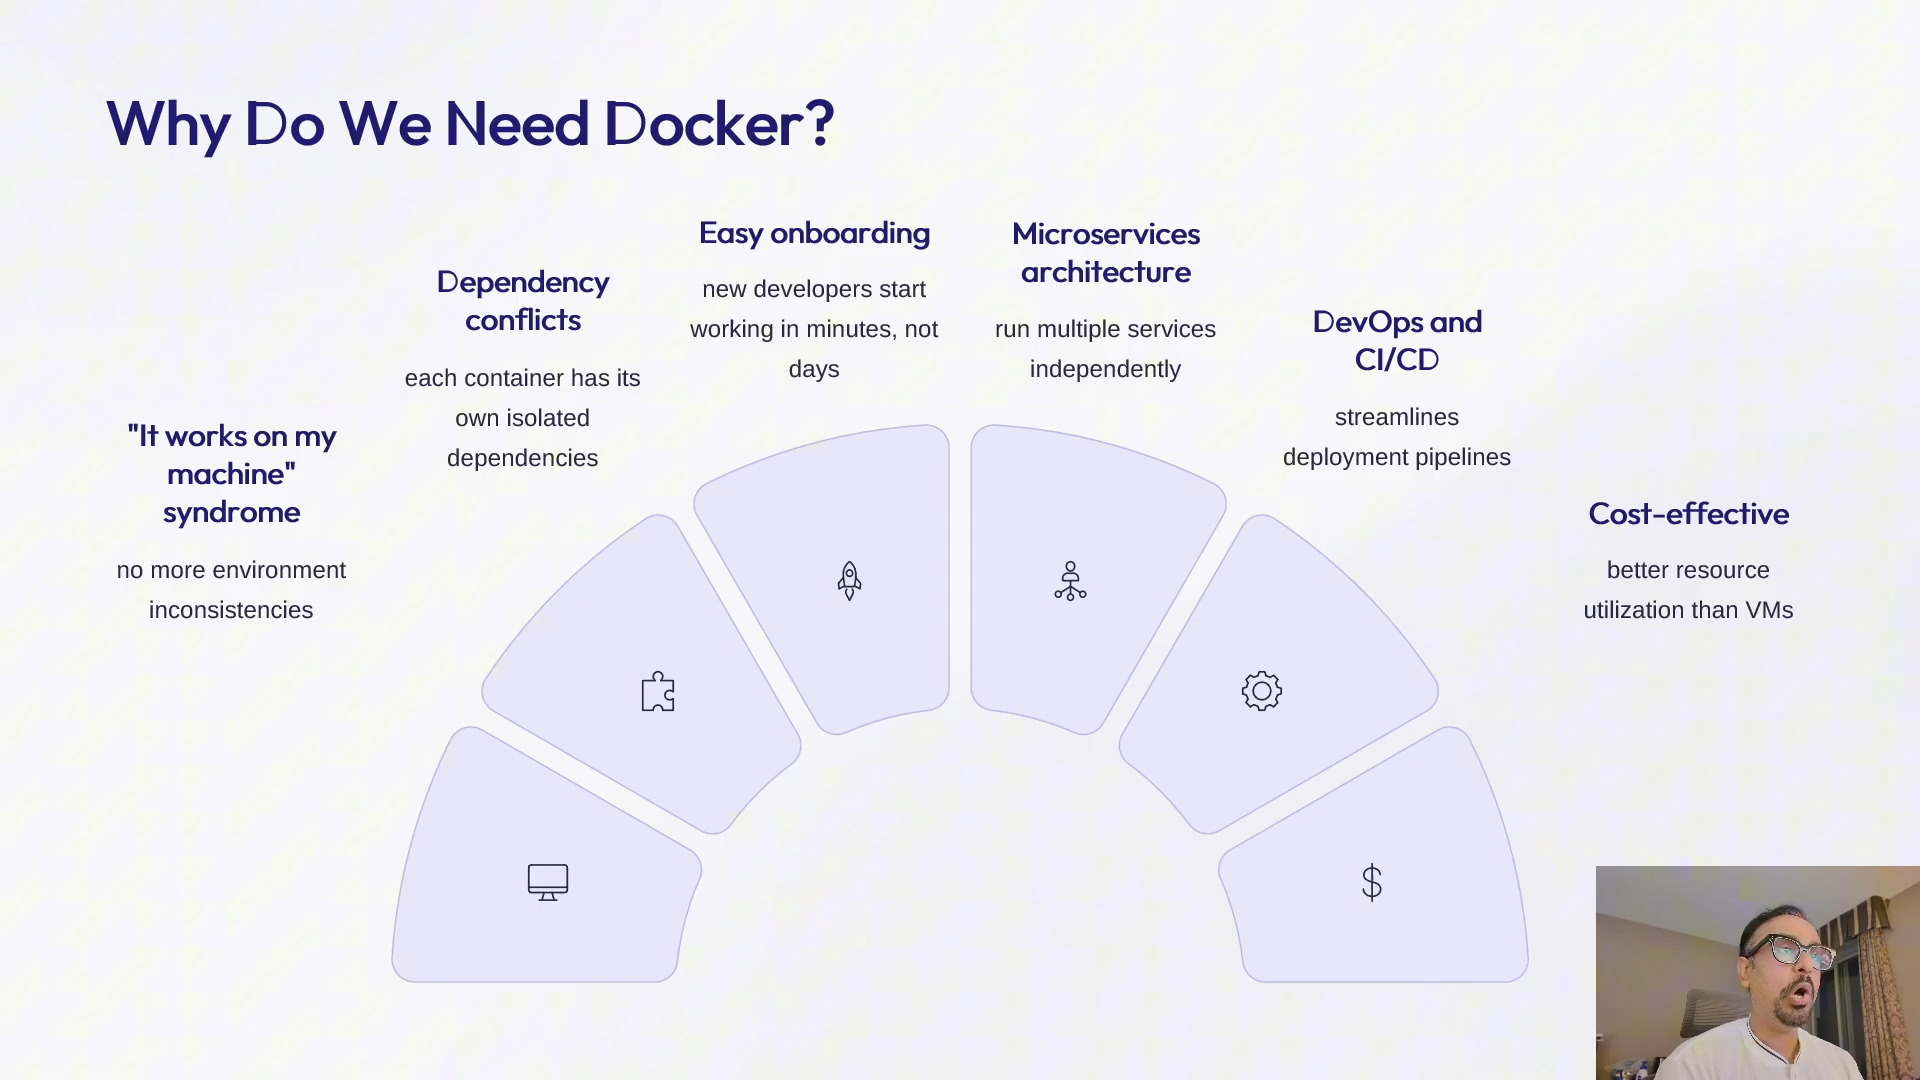 Why Do We Need Docker?
"It works on my
machine"
syndrome
no more environment
inconsistencies
Dependency
conflicts
each container has its
own isolated
dependencies
Easy onboarding
new developers start
working in minutes, not
days
Microservices
architecture
run multiple services
independently
DevOps and
CI/CD
streamlines
deployment pipelines
Cost-effective
better resource
utilization than VMs
$